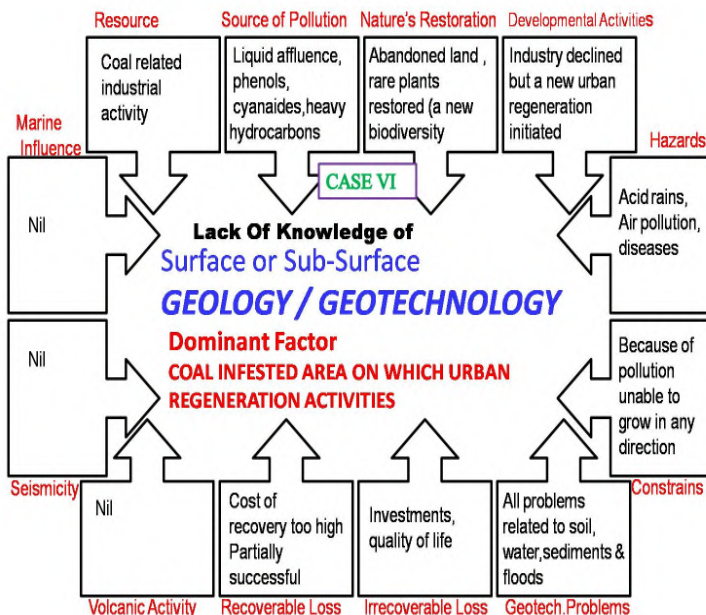 Resource
Source of Pollution
Nature's Restoration
Developmental Activities
Coal related
industrial
activity
Liquid affluence,
phenols,
cyanaides,heavy
hydrocarbons
Abandoned land ,
rare plants
restored (a new
biodiversity
Industry declined
but a new urban
regeneration
initiated
Marine
Influence
Nil
Hazards
Acid rains,
Air pollution,
diseases
CASE VI
Lack Of Knowledge of
Surface or Sub-Surface
GEOLOGY / GEOTECHNOLOGY
Dominant Factor
COAL INFESTED AREA ON WHICH URBAN
REGENERATION ACTIVITIES
Nil
Seismicity
Because of
pollution
unable to
grow in any
direction
Constrains
Nil
Cost of
recovery too high
Partially
successful
Investments,
quality of life
All problems
related to soil,
water,sediments &
floods
Volcanic Activity
Recoverable Loss
Irrecoverable Loss
Geotech.Problems